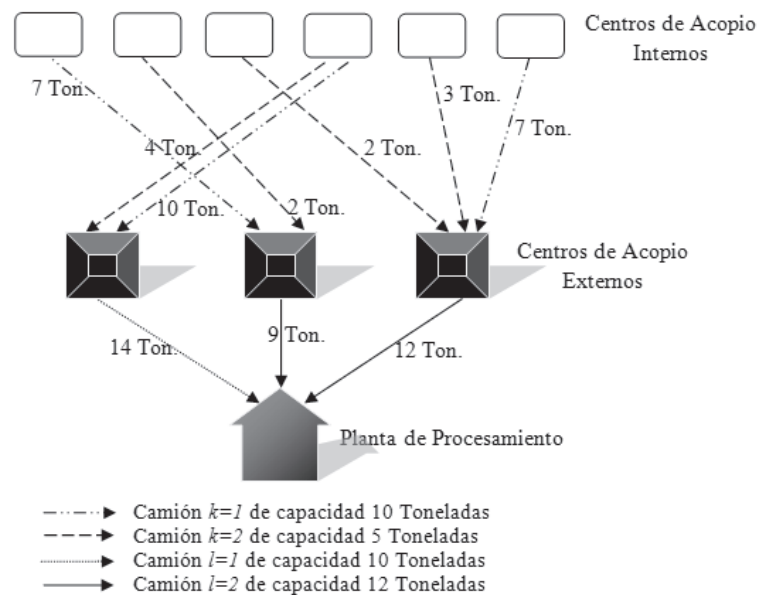 Centros de Acopio
Internos
7 Ton.
3 Ton.
4 Ton.
2 Ton.
7 Ton.
10 Ton.
2 Ton.
Centros de Acopio
Externos
14 Ton.
9 Ton.
12 Ton.
Planta de Procesamiento
Camión k=1 de capacidad 10 Toneladas
Camión k=2 de capacidad 5 Toneladas
Camión l=1 de capacidad 10 Toneladas
Camión l=2 de capacidad 12 Toneladas